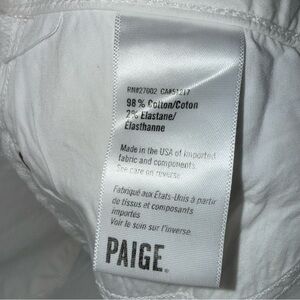 RN#27002 CA#51217
98 % Cotton/Coton
2% Elastane/
Élasthanne
Made in the USA of imported
fabric and components.
See care on reverse.
Fabriqué aux États-Unis à partir
de tissus et composants
importés
Voir le soin sur l'inverse.
PAIGE